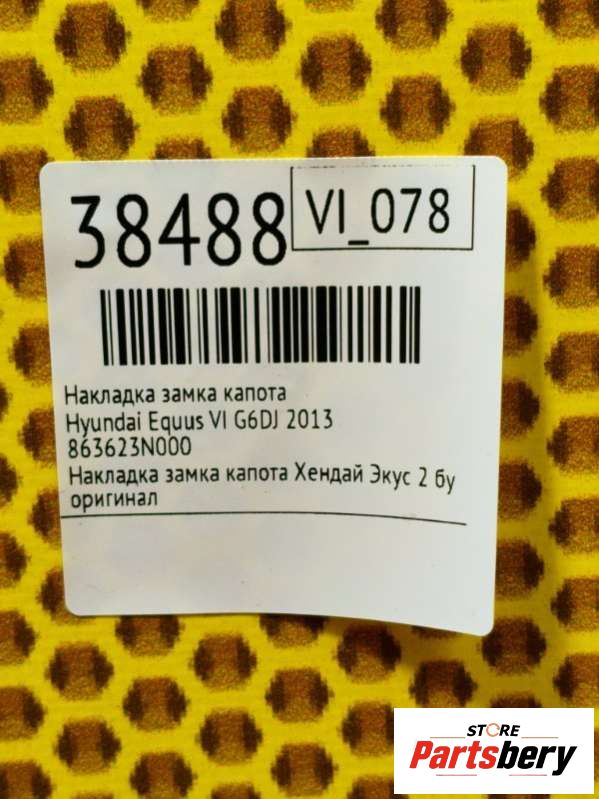 38488
VI_078
Накладка замка капота
Hyundai Equus VI G6DJ 2013
863623N000
Накладка замка капота Хендай Экус 2 бу
оригинал
STORE
Partsbery